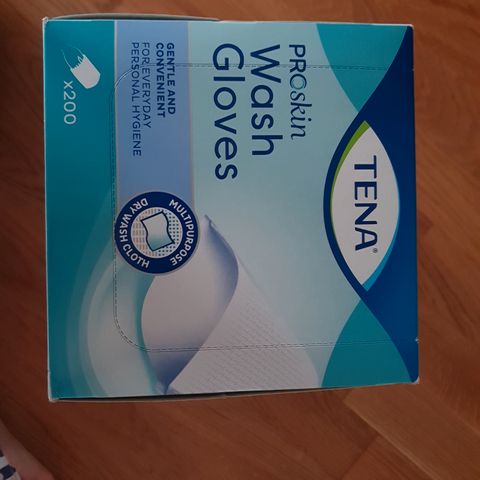 TENA®
PROskin
Wash
Gloves
GENTLE AND
CONVENIENT
FOR EVERYDAY
PERSONAL HYGIENE
x200
MULTIPURPOSE
DRY WASH CLOTH